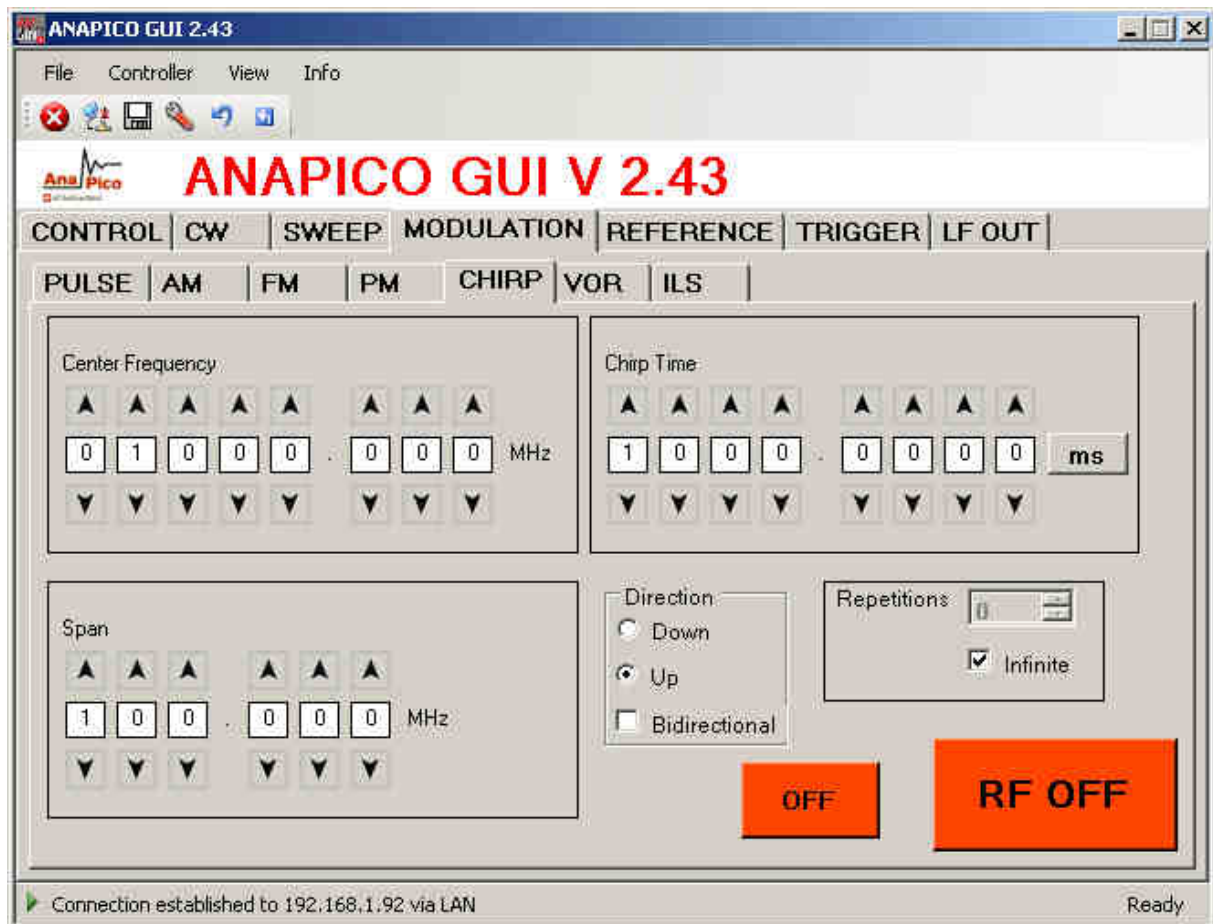 ANAPICO GUI 2.43
File Controller View Info
Ana Pico
ANAPICO GUI V 2.43
CONTROL CW SWEEP MODULATION REFERENCE TRIGGER LF OUT
PULSE AM FM PM CHIRP VOR ILS
Center Frequency
0 1 0 0 0 . 0 0 0 MHz
Chirp Time
1 0 0 0 . 0 0 0 0 ms
Span
1 0 0 . 0 0 0 MHz
Direction
Down
Up
Bidirectional
Repetitions 0
Infinite
OFF
RF OFF
Connection established to 192.168.1.92 via LAN
Ready